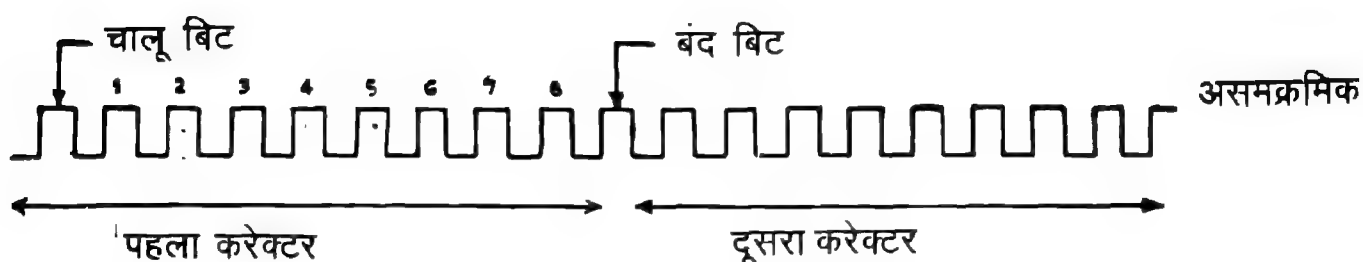 चालू बिट
बंद बिट
1 2 3 4 5 6 7 8
असमक्रमिक
पहला करेक्टर
दूसरा करेक्टर